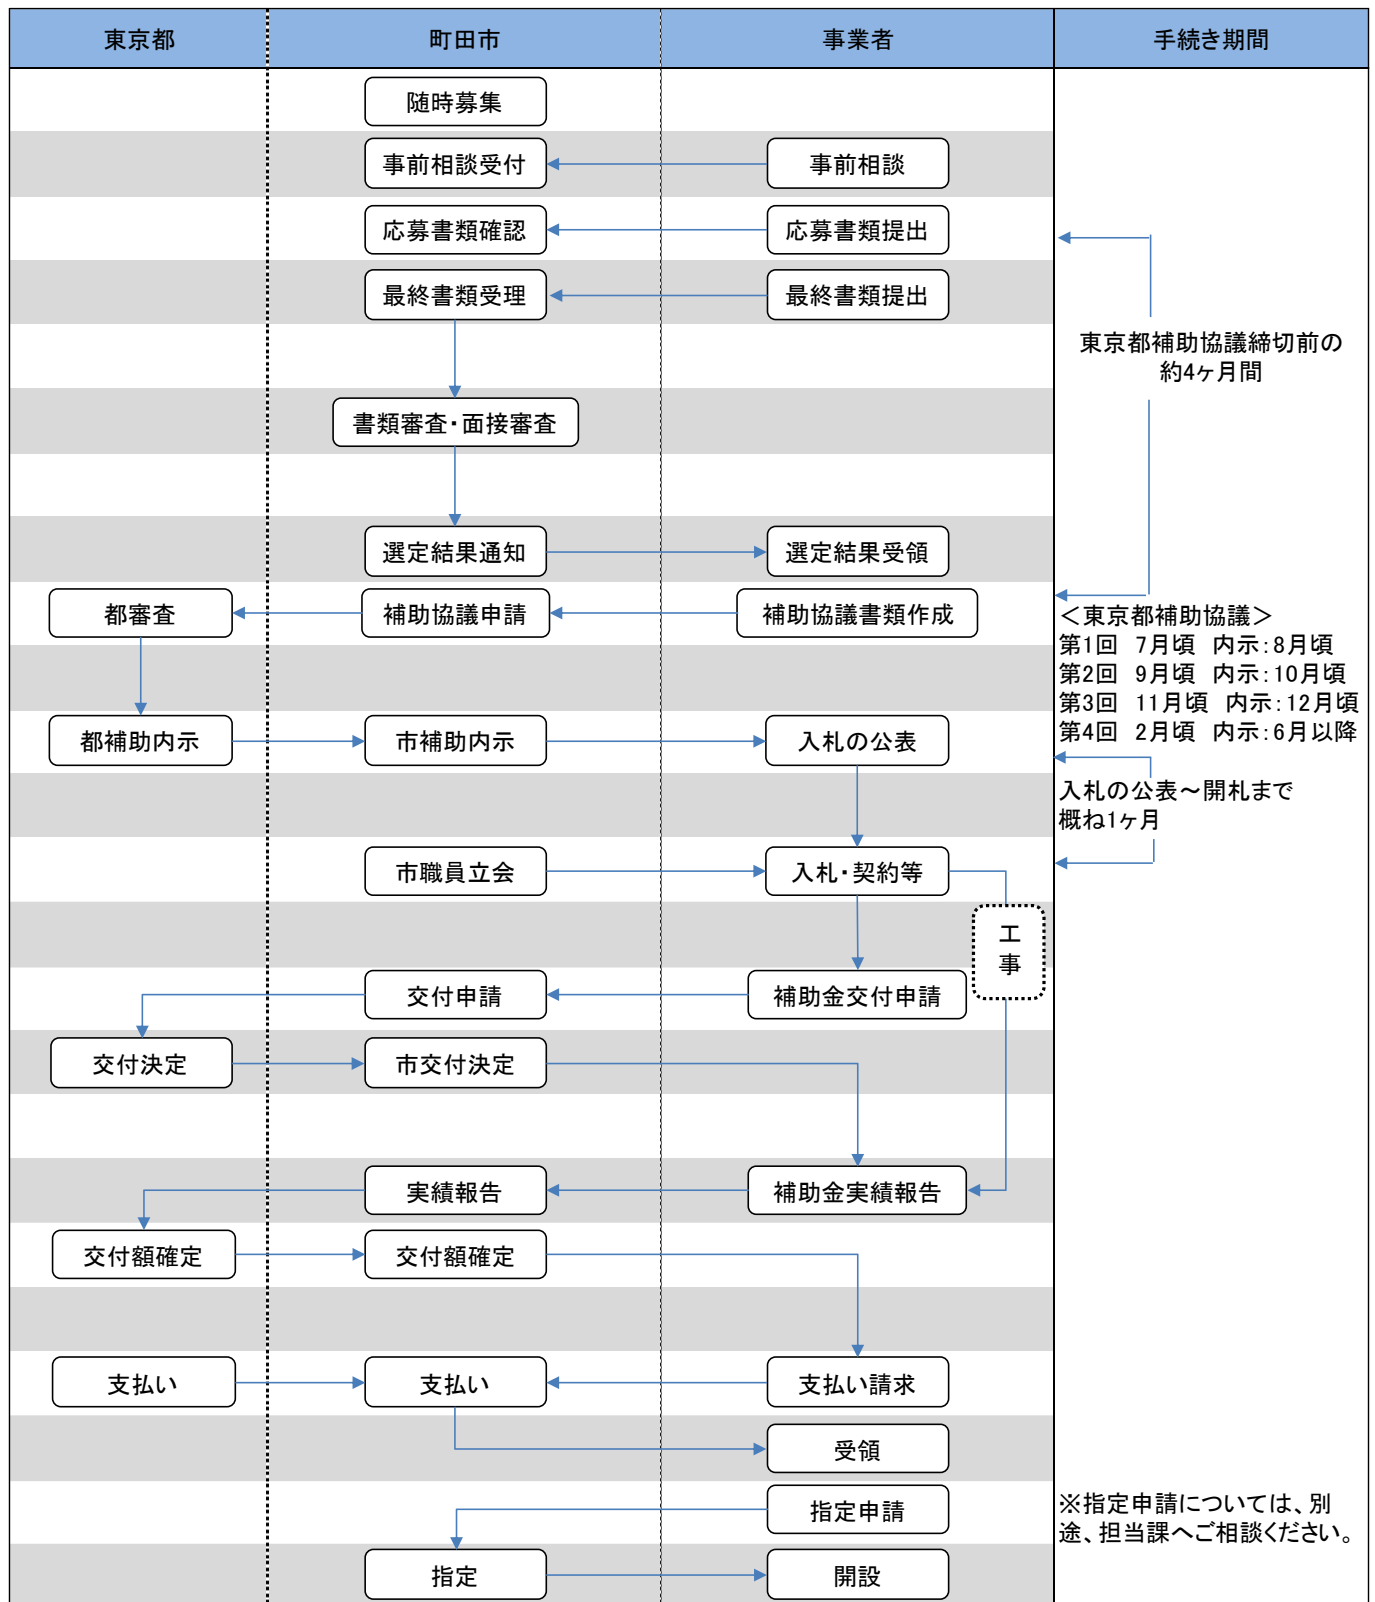 東京都
町田市
事業者
手続き期間
随時募集
事前相談受付
事前相談
応募書類確認
応募書類提出
最終書類受理
最終書類提出
東京都補助協議締切前の
約4ヶ月間
書類審査・面接審査
選定結果通知
選定結果受領
都審査
補助協議申請
補助協議書類作成
＜東京都補助協議＞
第1回　7月頃　内示：8月頃
第2回　9月頃　内示：10月頃
第3回　11月頃　内示：12月頃
第4回　2月頃　内示：6月以降
都補助内示
市補助内示
入札の公表
入札の公表～開札まで
概ね1ヶ月
市職員立会
入札・契約等
工
事
交付申請
補助金交付申請
交付決定
市交付決定
実績報告
補助金実績報告
交付額確定
交付額確定
支払い
支払い
支払い請求
受領
指定申請
※指定申請については、別
途、担当課へご相談ください。
指定
開設